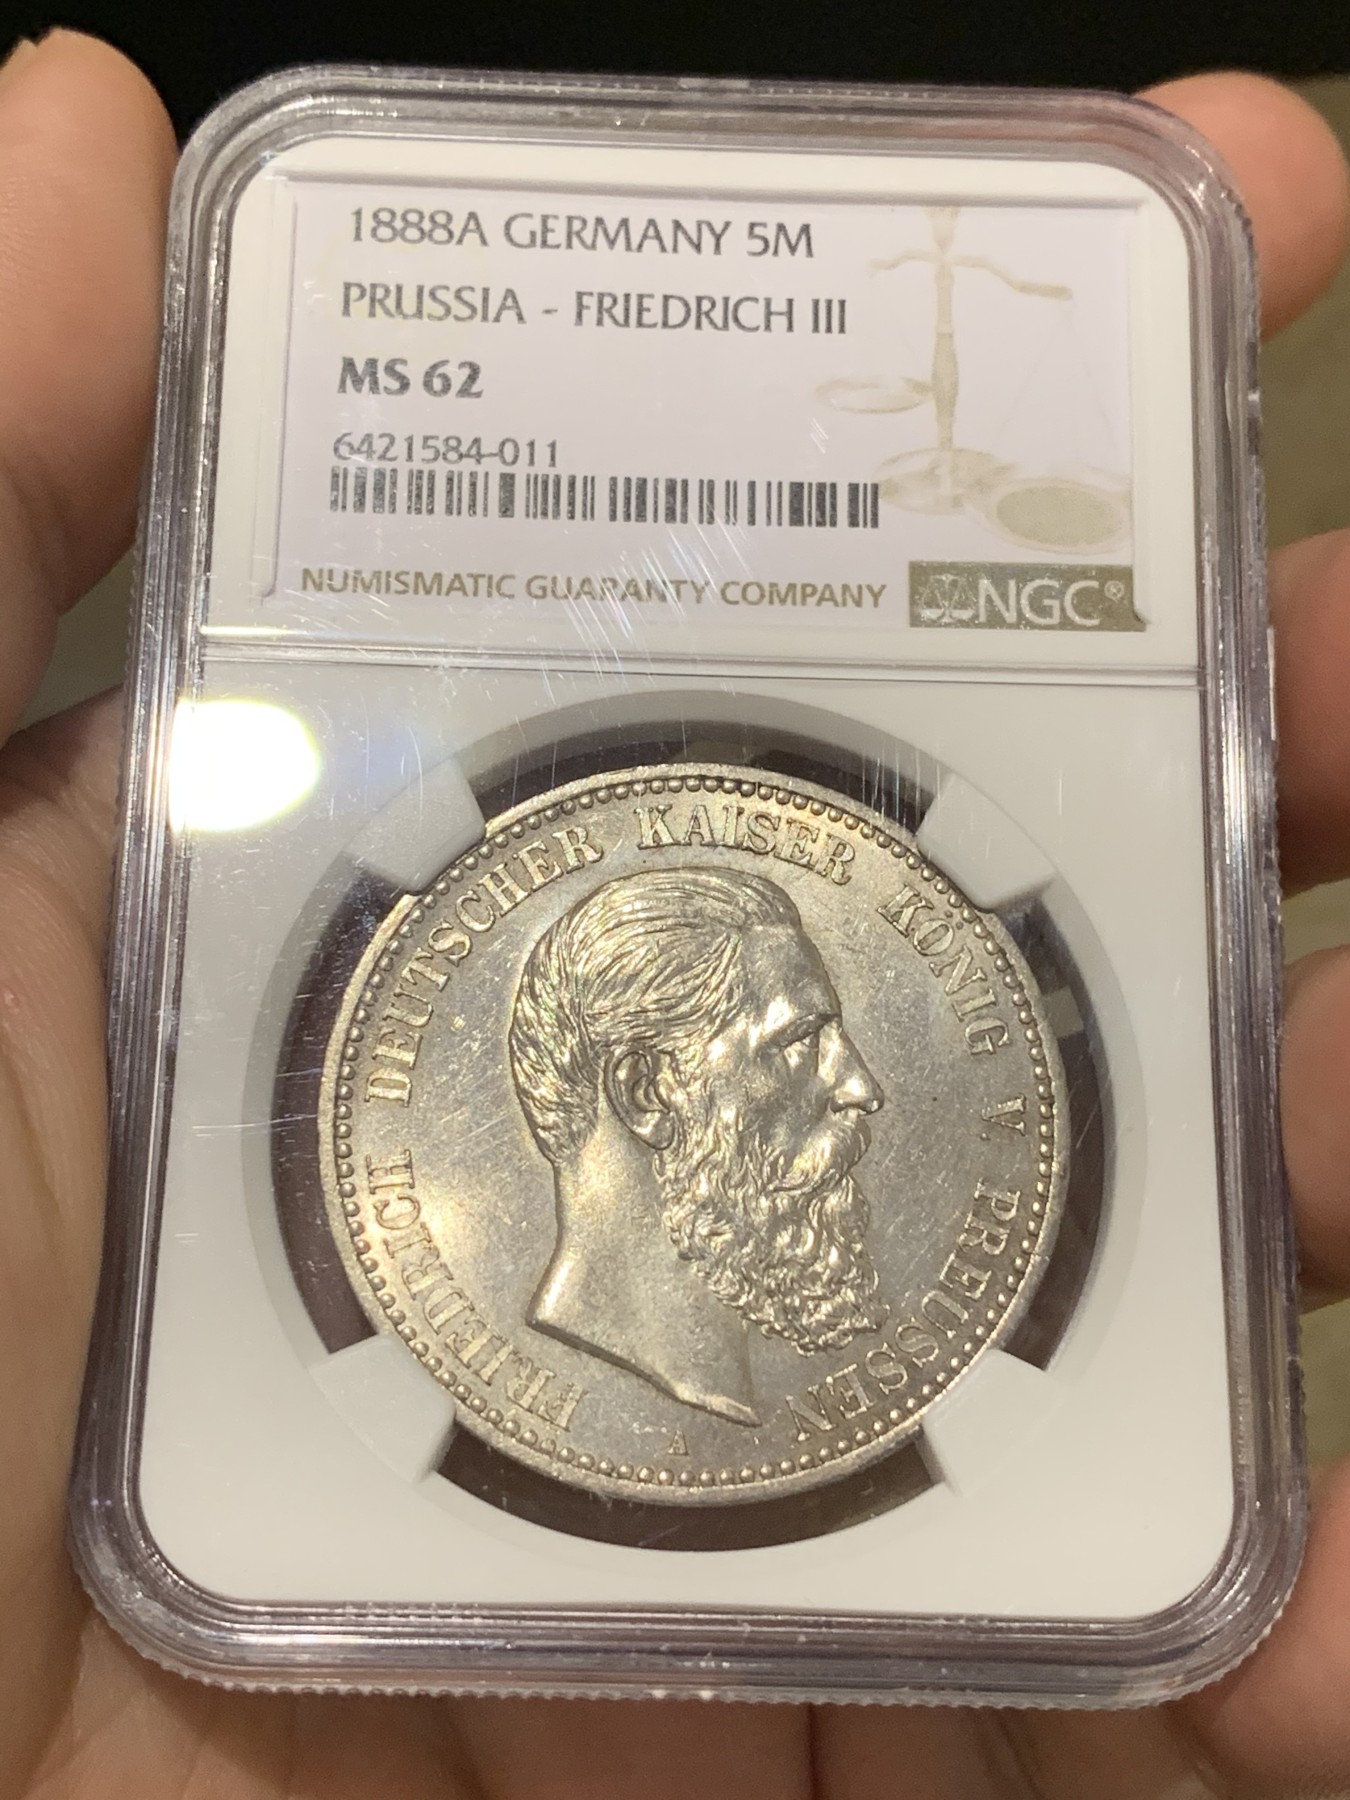 1888A GERMANY 5M
PRUSSIA - FRIEDRICH III
MS 62
6421584-011
NUMISMATIC GUARANTY COMPANY NGC®
FRIEDRICH DEUTSCHER KAISER KÖNIG V. PREUSSEN
A